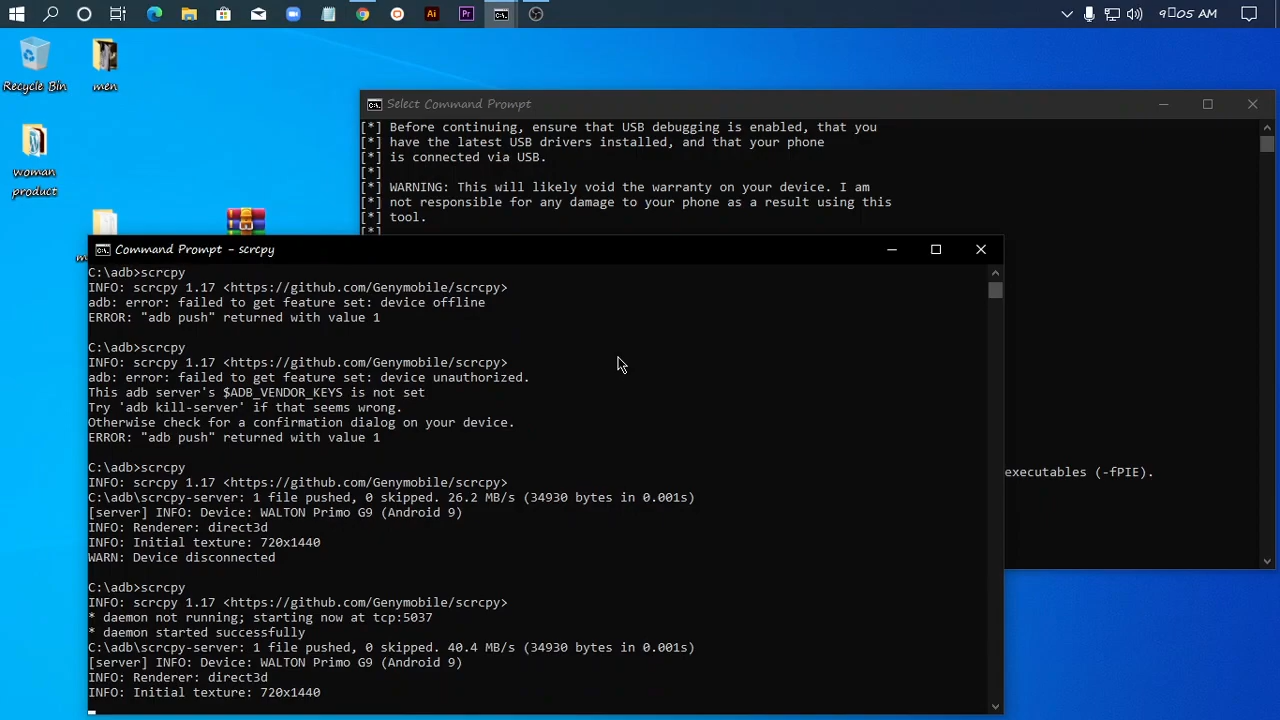 9:05 AM
Recycle Bin
men
woman
product
Select Command Prompt
[*] Before continuing, ensure that USB debugging is enabled, that you
[*] have the latest USB drivers installed, and that your phone
[*] is connected via USB.
[*]
[*] WARNING: This will likely void the warranty on your device. I am
[*] not responsible for any damage to your phone as a result using this
[*] tool.
[*]
executables (-fPIE).
Command Prompt - scrcpy
C:\adb>scrcpy
INFO: scrcpy 1.17 <https://github.com/Genymobile/scrcpy>
adb: error: failed to get feature set: device offline
ERROR: "adb push" returned with value 1
C:\adb>scrcpy
INFO: scrcpy 1.17 <https://github.com/Genymobile/scrcpy>
adb: error: failed to get feature set: device unauthorized.
This adb server's $ADB_VENDOR_KEYS is not set
Try 'adb kill-server' if that seems wrong.
Otherwise check for a confirmation dialog on your device.
ERROR: "adb push" returned with value 1
C:\adb>scrcpy
INFO: scrcpy 1.17 <https://github.com/Genymobile/scrcpy>
C:\adb\scrcpy-server: 1 file pushed, 0 skipped. 26.2 MB/s (34930 bytes in 0.001s)
[server] INFO: Device: WALTON Primo G9 (Android 9)
INFO: Renderer: direct3d
INFO: Initial texture: 720x1440
WARN: Device disconnected
C:\adb>scrcpy
INFO: scrcpy 1.17 <https://github.com/Genymobile/scrcpy>
* daemon not running; starting now at tcp:5037
* daemon started successfully
C:\adb\scrcpy-server: 1 file pushed, 0 skipped. 40.4 MB/s (34930 bytes in 0.001s)
[server] INFO: Device: WALTON Primo G9 (Android 9)
INFO: Renderer: direct3d
INFO: Initial texture: 720x1440